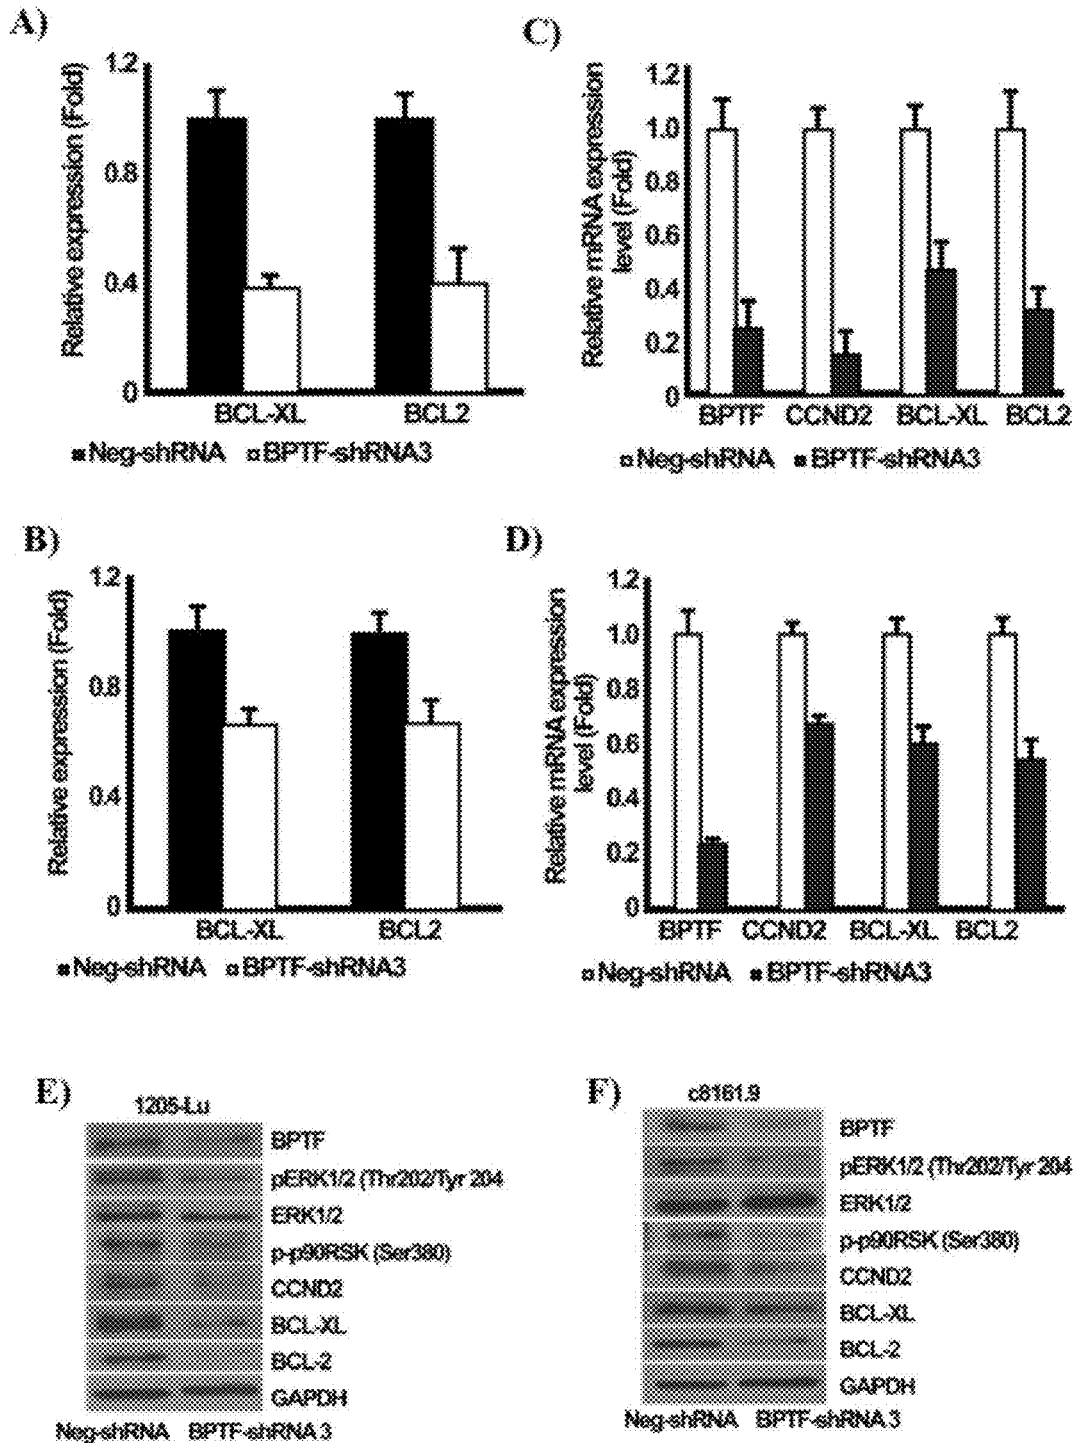 A)
Relative expression (Fold)
1.2
0.8
0.4
0
BCL-XL BCL2
Neg-shRNA BPTF-shRNA3
C)
Relative mRNA expression
level (Fold)
1.2
1.0
0.8
0.6
0.4
0.2
0
BPTF CCND2 BCL-XL BCL2
Neg-shRNA BPTF-shRNA3
B)
Relative expression (Fold)
1.2
0.8
0.4
0
BCL-XL BCL2
Neg-shRNA BPTF-shRNA3
D)
Relative mRNA expression
level (Fold)
1.2
1.0
0.8
0.6
0.4
0.2
0
BPTF CCND2 BCL-XL BCL2
Neg-shRNA BPTF-shRNA3
E)
1205-Lu
BPTF
pERK1/2 (Thr202/Tyr 204
ERK1/2
p-p90RSK (Ser380)
CCND2
BCL-XL
BCL-2
GAPDH
Neg-shRNA BPTF-shRNA 3
F)
c8161.9
BPTF
pERK1/2 (Thr202/Tyr 204
ERK1/2
p-p90RSK (Ser380)
CCND2
BCL-XL
BCL-2
GAPDH
Neg-shRNA BPTF-shRNA 3